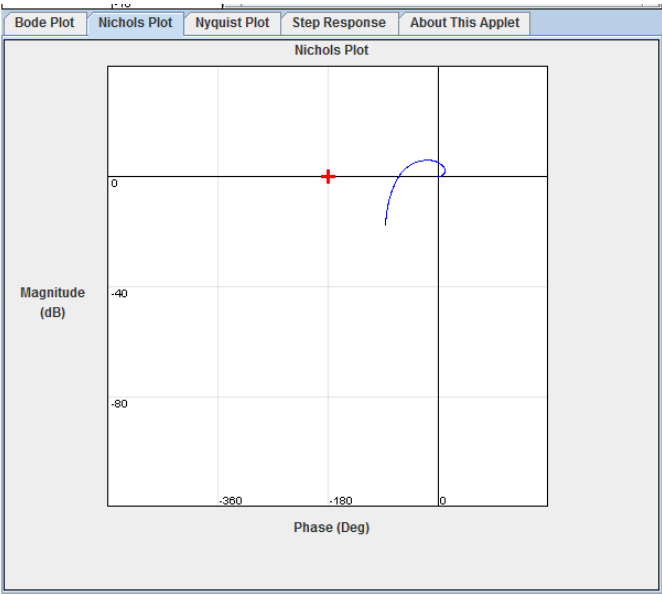 Bode Plot Nichols Plot Nyquist Plot Step Response About This Applet
Nichols Plot
0
Magnitude
(dB)
-40
-80
-360 -180 0
Phase (Deg)